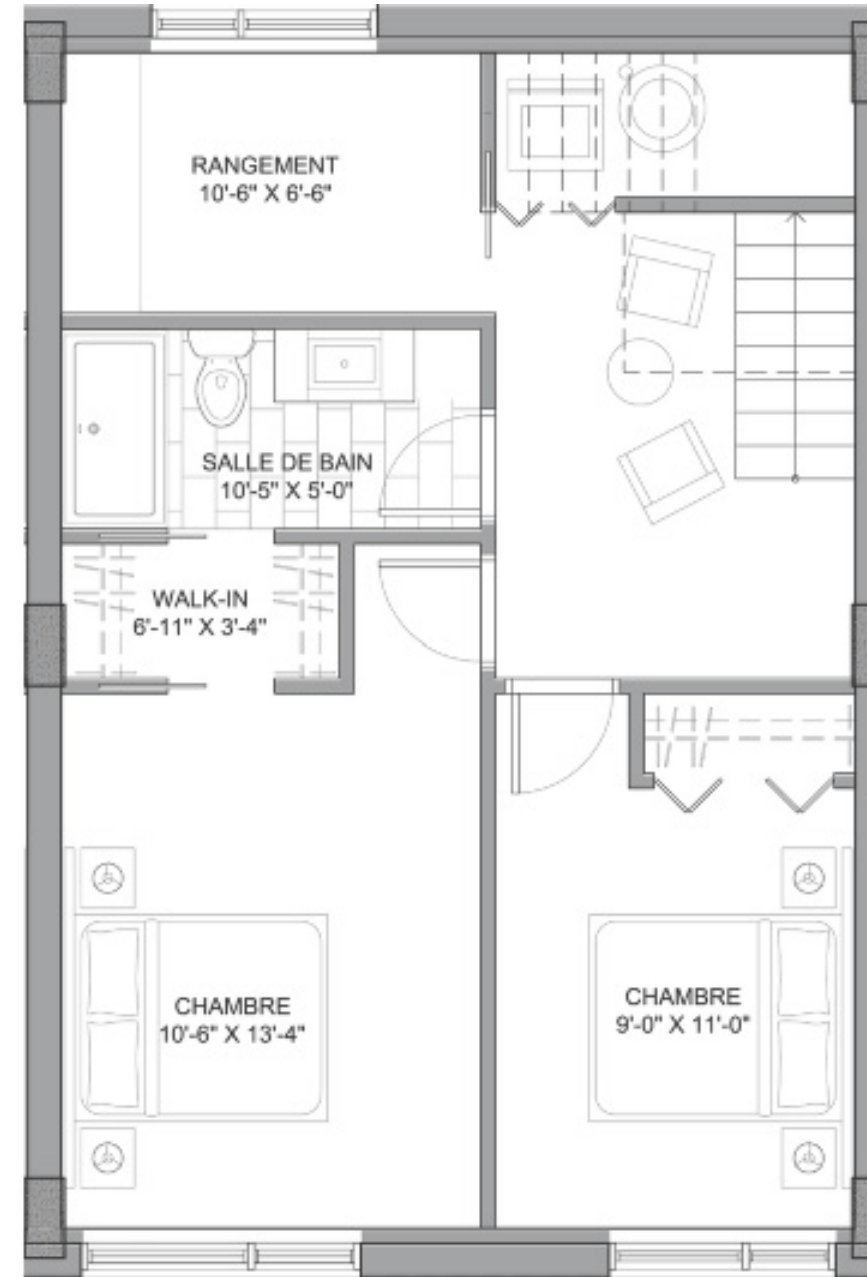 RANGEMENT
10'-6" X 6'-6"
SALLE DE BAIN
10'-5" X 5'-0"
WALK-IN
6'-11" X 3'-4"
CHAMBRE
10'-6" X 13'-4"
CHAMBRE
9'-0" X 11'-0"